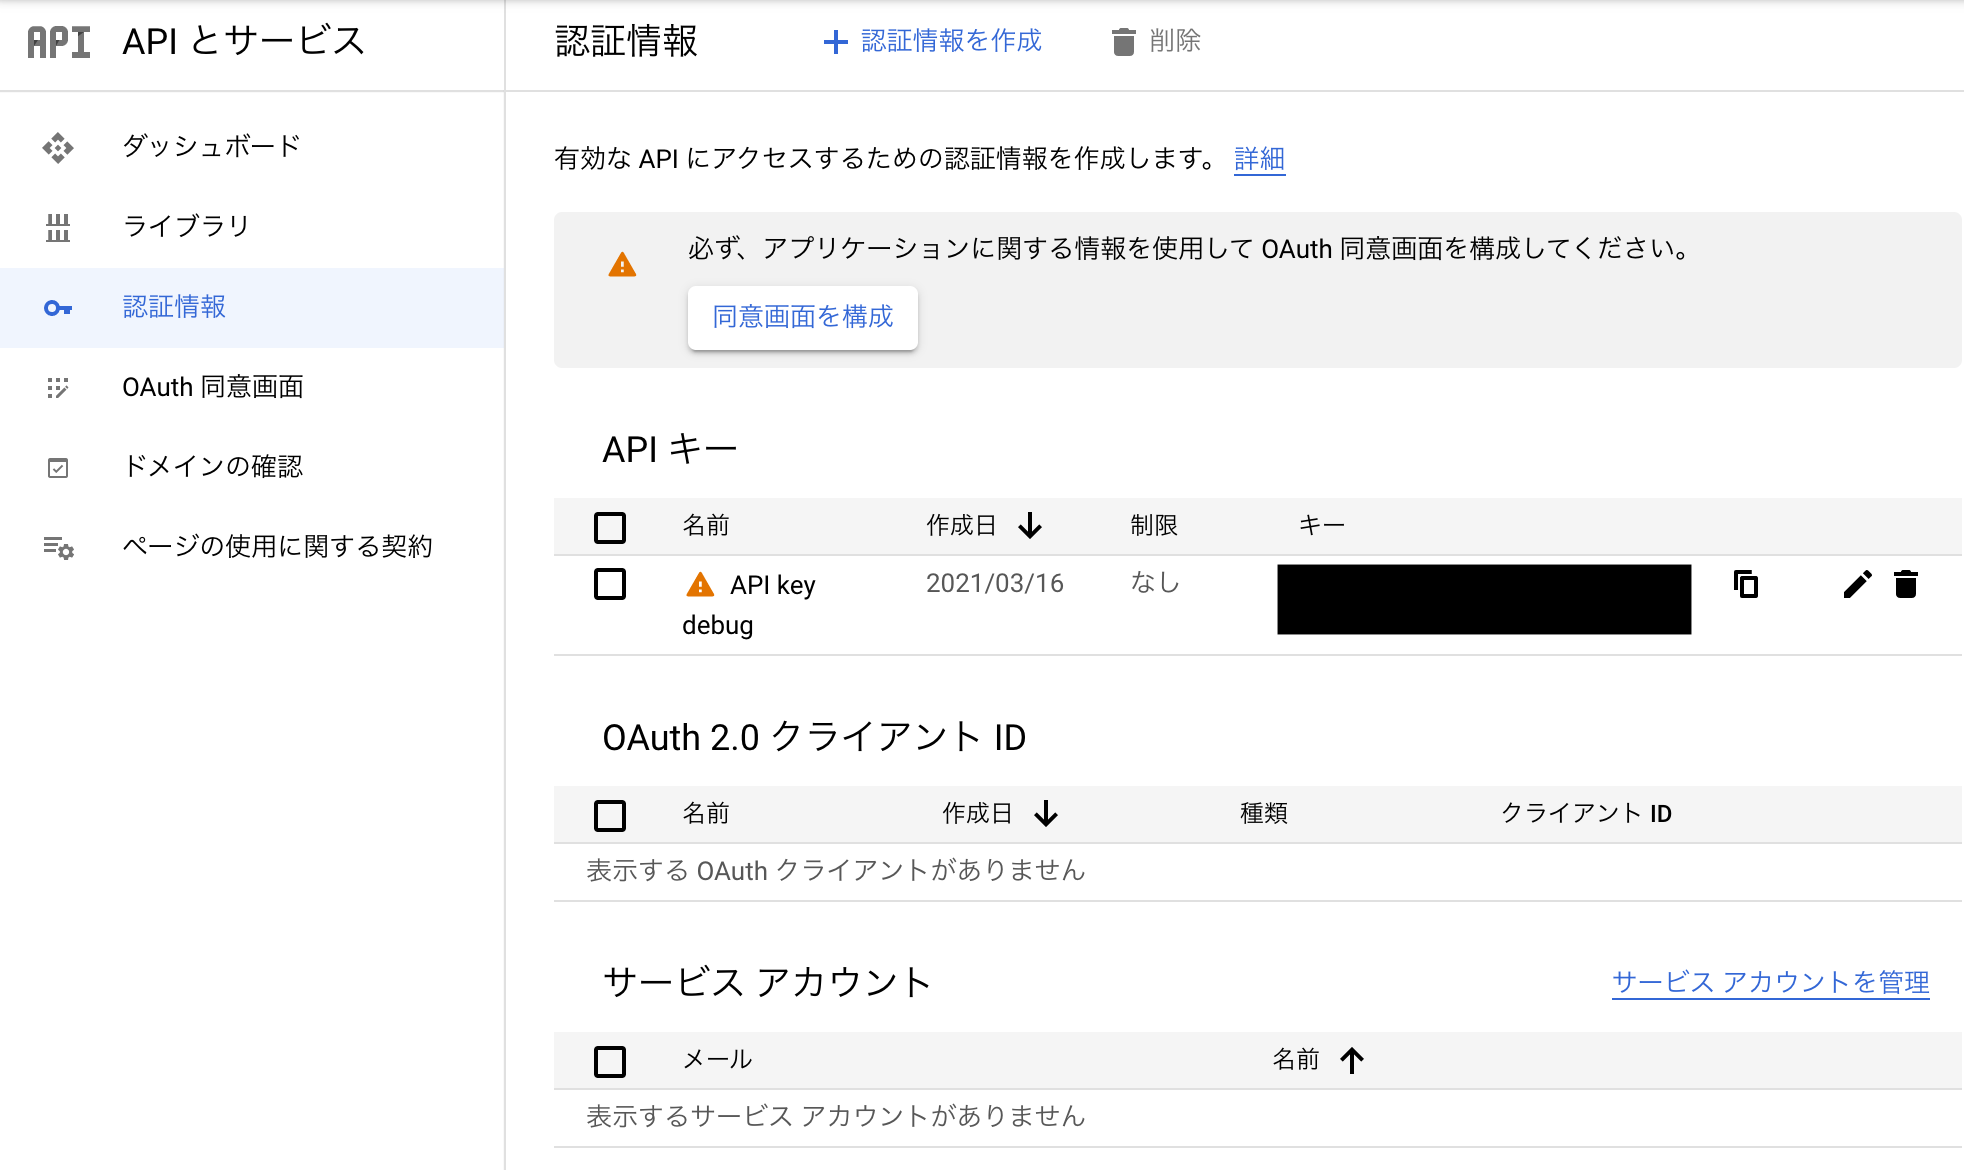 API API とサービス
ダッシュボード
ライブラリ
認証情報
OAuth 同意画面
ドメインの確認
ページの使用に関する契約
認証情報 認証情報を作成 削除
有効な API にアクセスするための認証情報を作成します。 詳細
必ず、アプリケーションに関する情報を使用して OAuth 同意画面を構成してください。
同意画面を構成
API キー
名前 作成日 制限 キー
API key 2021/03/16 なし
debug
OAuth 2.0 クライアント ID
名前 作成日 種類 クライアント ID
表示する OAuth クライアントがありません
サービス アカウント サービス アカウントを管理
メール 名前
表示するサービス アカウントがありません